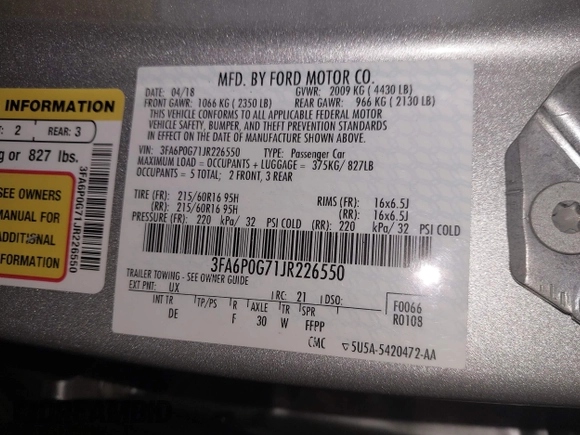 INFORMATION
: 2 REAR: 3
g or 827 lbs.
SEE OWNERS
MANUAL FOR
ADDITIONAL
INFORMATION
3FA6P0G71JR226550
MFD. BY FORD MOTOR CO.
DATE: 04/18 GVWR: 2009 KG ( 4430 LB)
FRONT GAWR: 1066 KG ( 2350 LB) REAR GAWR: 966 KG ( 2130 LB)
THIS VEHICLE CONFORMS TO ALL APPLICABLE FEDERAL MOTOR
VEHICLE SAFETY, BUMPER, AND THEFT PREVENTION STANDARDS
IN EFFECT ON THE DATE OF MANUFACTURE SHOWN ABOVE.
VIN: 3FA6P0G71JR226550 TYPE: Passenger Car
MAXIMUM LOAD = OCCUPANTS + LUGGAGE = 375KG/ 827LB
OCCUPANTS = 5 TOTAL; 2 FRONT, 3 REAR
TIRE (FR): 215/60R16 95H RIMS (FR): 16x6.5J
(RR): 215/60R16 95H (RR): 16x6.5J
PRESSURE (FR): 220 kPa/ 32 PSI COLD (RR): 220 kPa/ 32 PSI COLD
3FA6P0G71JR226550
TRAILER TOWING - SEE OWNER GUIDE
EXT PNT: UX RC: 21 DSO: F0066
INT TR TP/PS R AXLE TR SPR R0108
DE F 30 W FFPP
CMC 5U5A-5420472-AA